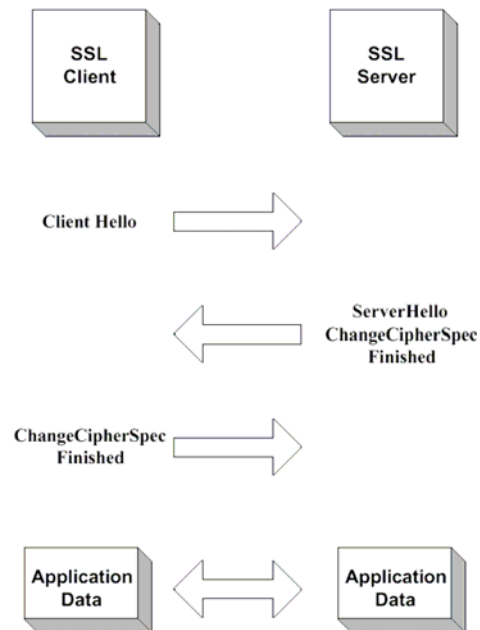 SSL
Client
SSL
Server
Client Hello
ServerHello
ChangeCipherSpec
Finished
ChangeCipherSpec
Finished
Application
Data
Application
Data